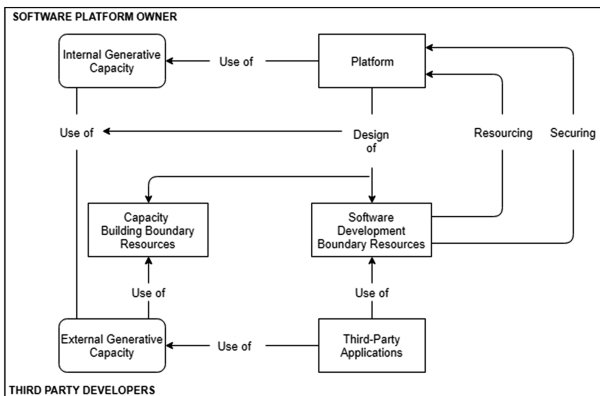 SOFTWARE PLATFORM OWNER
Internal Generative
Capacity
Use of
Platform
Use of
Design
of
Resourcing
Securing
Capacity
Building Boundary
Resources
Software
Development
Boundary Resources
Use of
Use of
External Generative
Capacity
Use of
Third-Party
Applications
THIRD PARTY DEVELOPERS